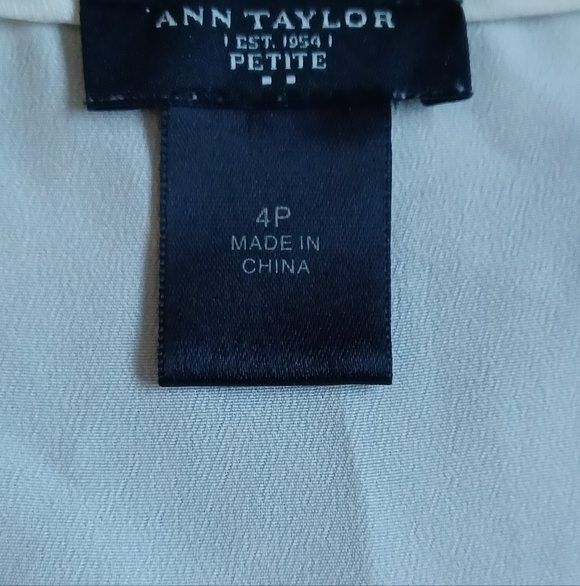 ANN TAYLOR
EST. 1954
PETITE
4P
MADE IN
CHINA